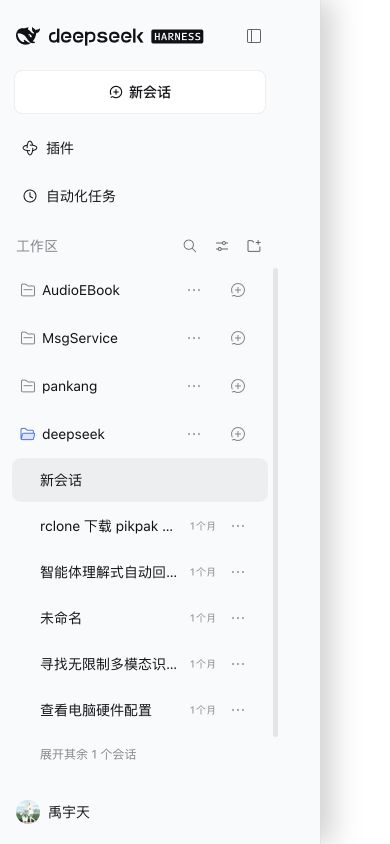 deepseek HARNESS
新会话
插件
自动化任务
工作区
AudioEBook
MsgService
pankang
deepseek
新会话
rclone 下载 pikpak ... 1个月
智能体理解式自动回... 1个月
未命名 1个月
寻找无限制多模态识... 1个月
查看电脑硬件配置 1个月
展开其余 1 个会话
禹宇天